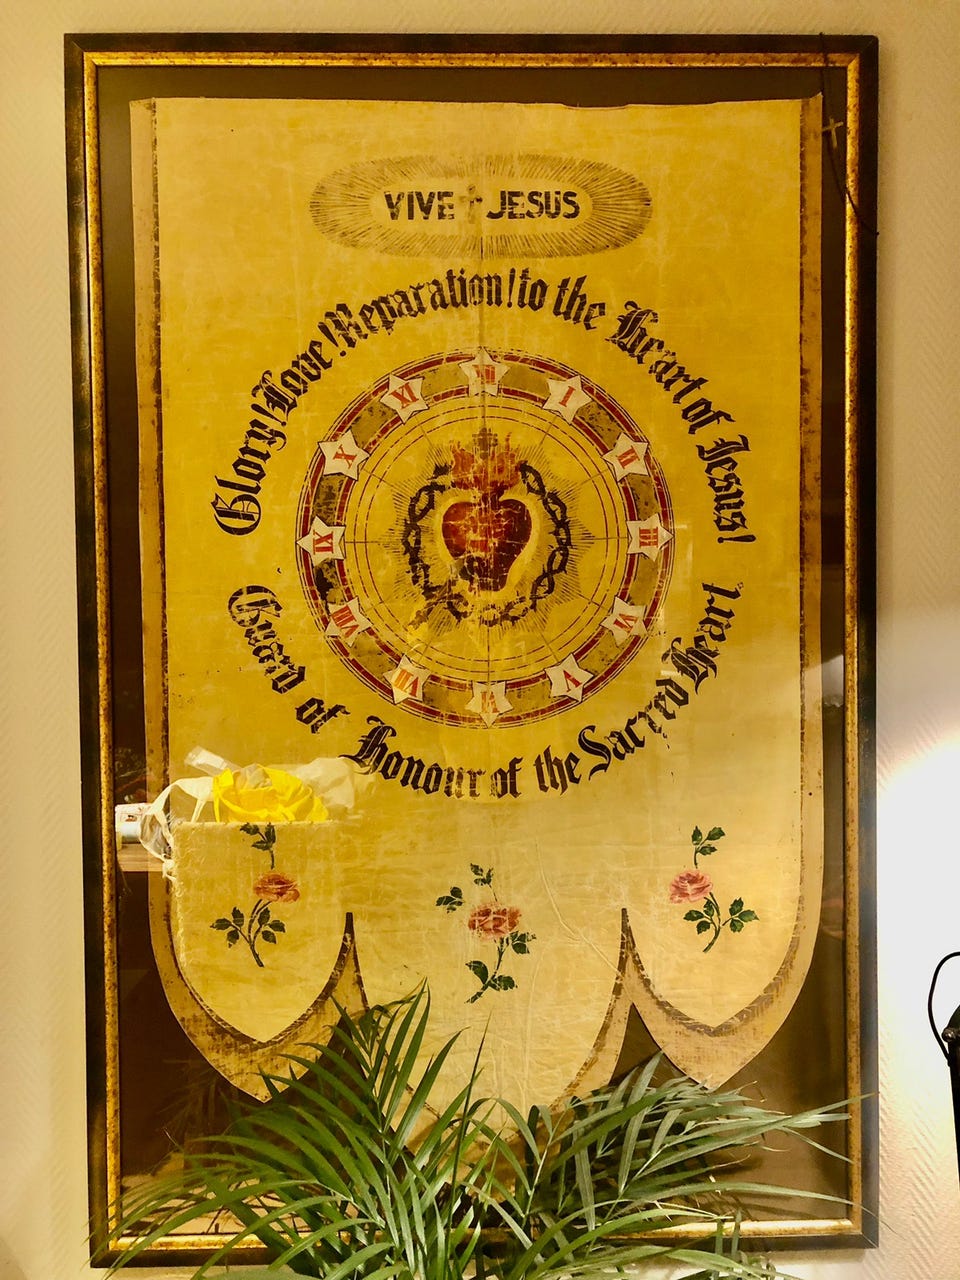 VIVE JESUS
Glory! Love! Reparation! to the Heart of Jesus!
XII
I
II
III
IV
V
VI
VII
VIII
IX
X
XI
Guard of Honour of the Sacred Heart